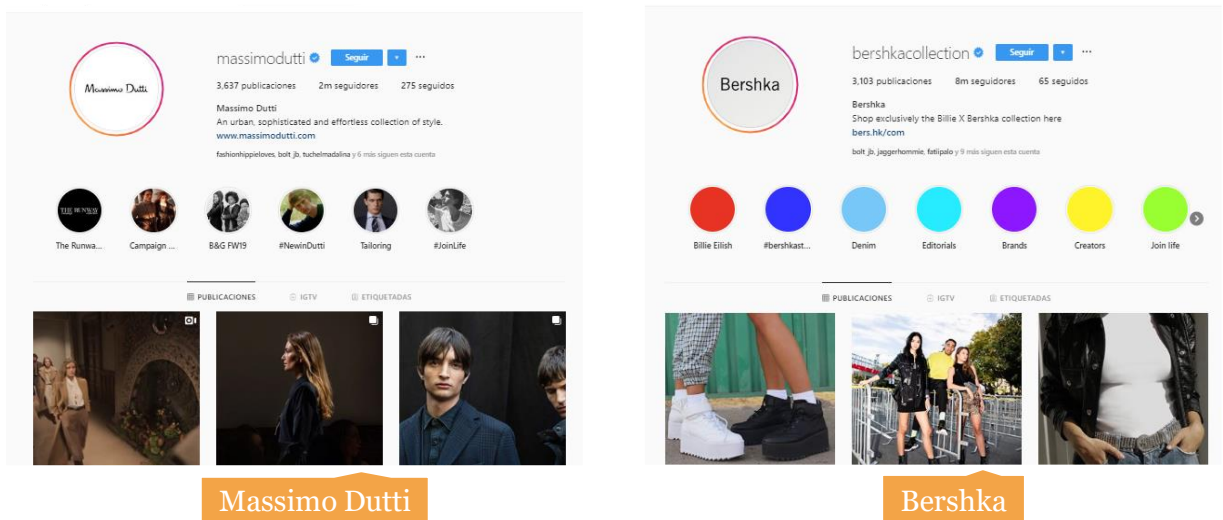 massimodutti
Seguir
3,637 publicaciones 2m seguidores 275 seguidos
Massimo Dutti
Massimo Dutti
An urban, sophisticated and effortless collection of style.
www.massimodutti.com
fashionhippieloves, bolt_jb, tuchelmadalina y 6 más siguen esta cuenta
THE RUNWAY
The Runwa... Campaign ... B&G FW19 #NewinDutti Tailoring #JoinLife
PUBLICACIONES IGTV ETIQUETADAS
Massimo Dutti
bershkacollection
Seguir
3,103 publicaciones 8m seguidores 65 seguidos
Bershka
Bershka
Shop exclusively the Billie X Bershka collection here
bers.hk/com
bolt_jb, jaggerhommie, fatiipalo y 9 más siguen esta cuenta
Billie Eilish #bershkast... Denim Editorials Brands Creators Join life
PUBLICACIONES IGTV ETIQUETADAS
Bershka